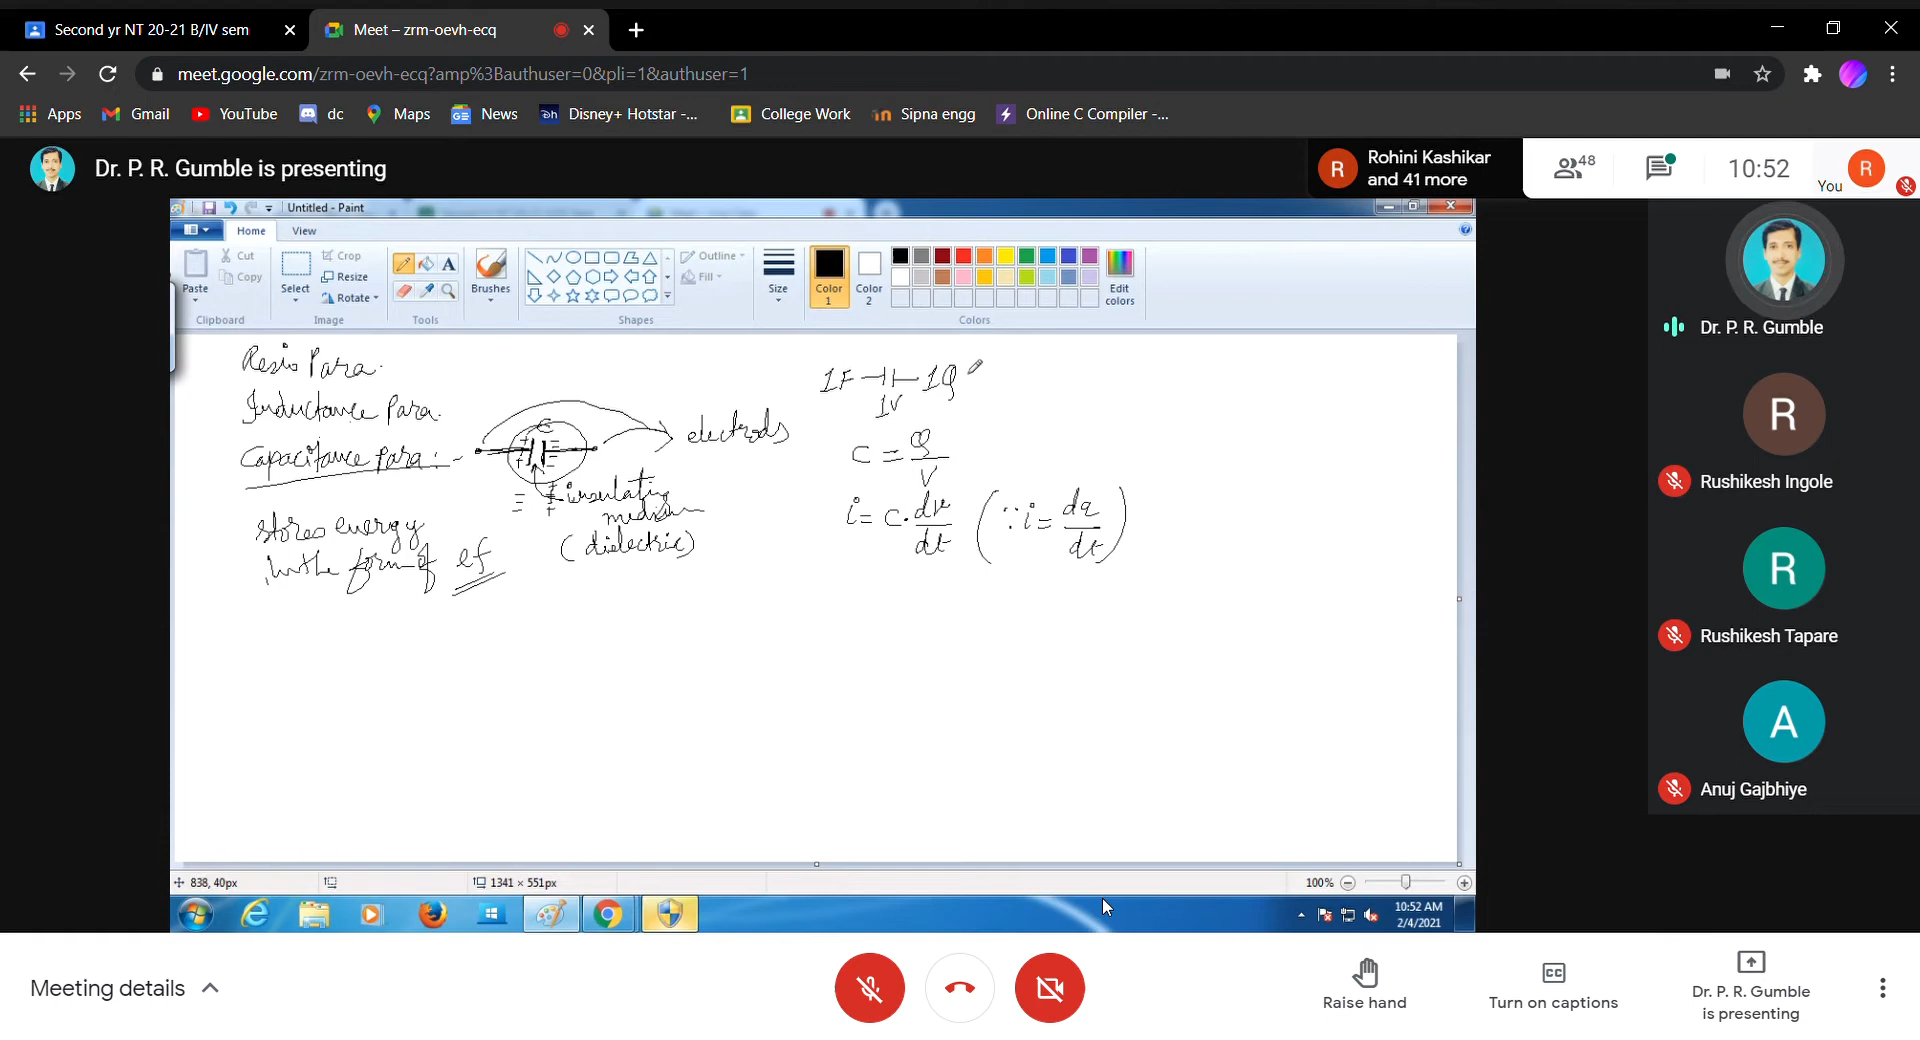 Second yr NT 20-21 B/IV sem
Meet – zrm-oevh-ecq
meet.google.com/zrm-oevh-ecq?amp%3Bauthuser=0&pli=1&authuser=1
Apps Gmail YouTube dc Maps News Disney+ Hotstar -... College Work Sipna engg Online C Compiler -...
Dr. P. R. Gumble is presenting
Rohini Kashikar
and 41 more
48
10:52
You
R
R
Untitled - Paint
Home View
Paste
Cut
Copy
Clipboard
Select
Crop
Resize
Rotate
Image
A
Tools
Brushes
Shapes
Outline
Fill
Size
Color
1
Color
2
Edit
colors
Colors
Resis Para.
Inductance Para.
Capacitance para:-
C
electrods
insulating
medium
(dielectric)
stores energy
in the form of ef
1F 1Q
1V
c = Q
V
i = c. dv
dt
(∵ i = dq
dt)
838, 40px
1341 × 551px
100%
10:52 AM
2/4/2021
Dr. P. R. Gumble
R
Rushikesh Ingole
R
Rushikesh Tapare
A
Anuj Gajbhiye
Meeting details
Raise hand
CC
Turn on captions
Dr. P. R. Gumble
is presenting